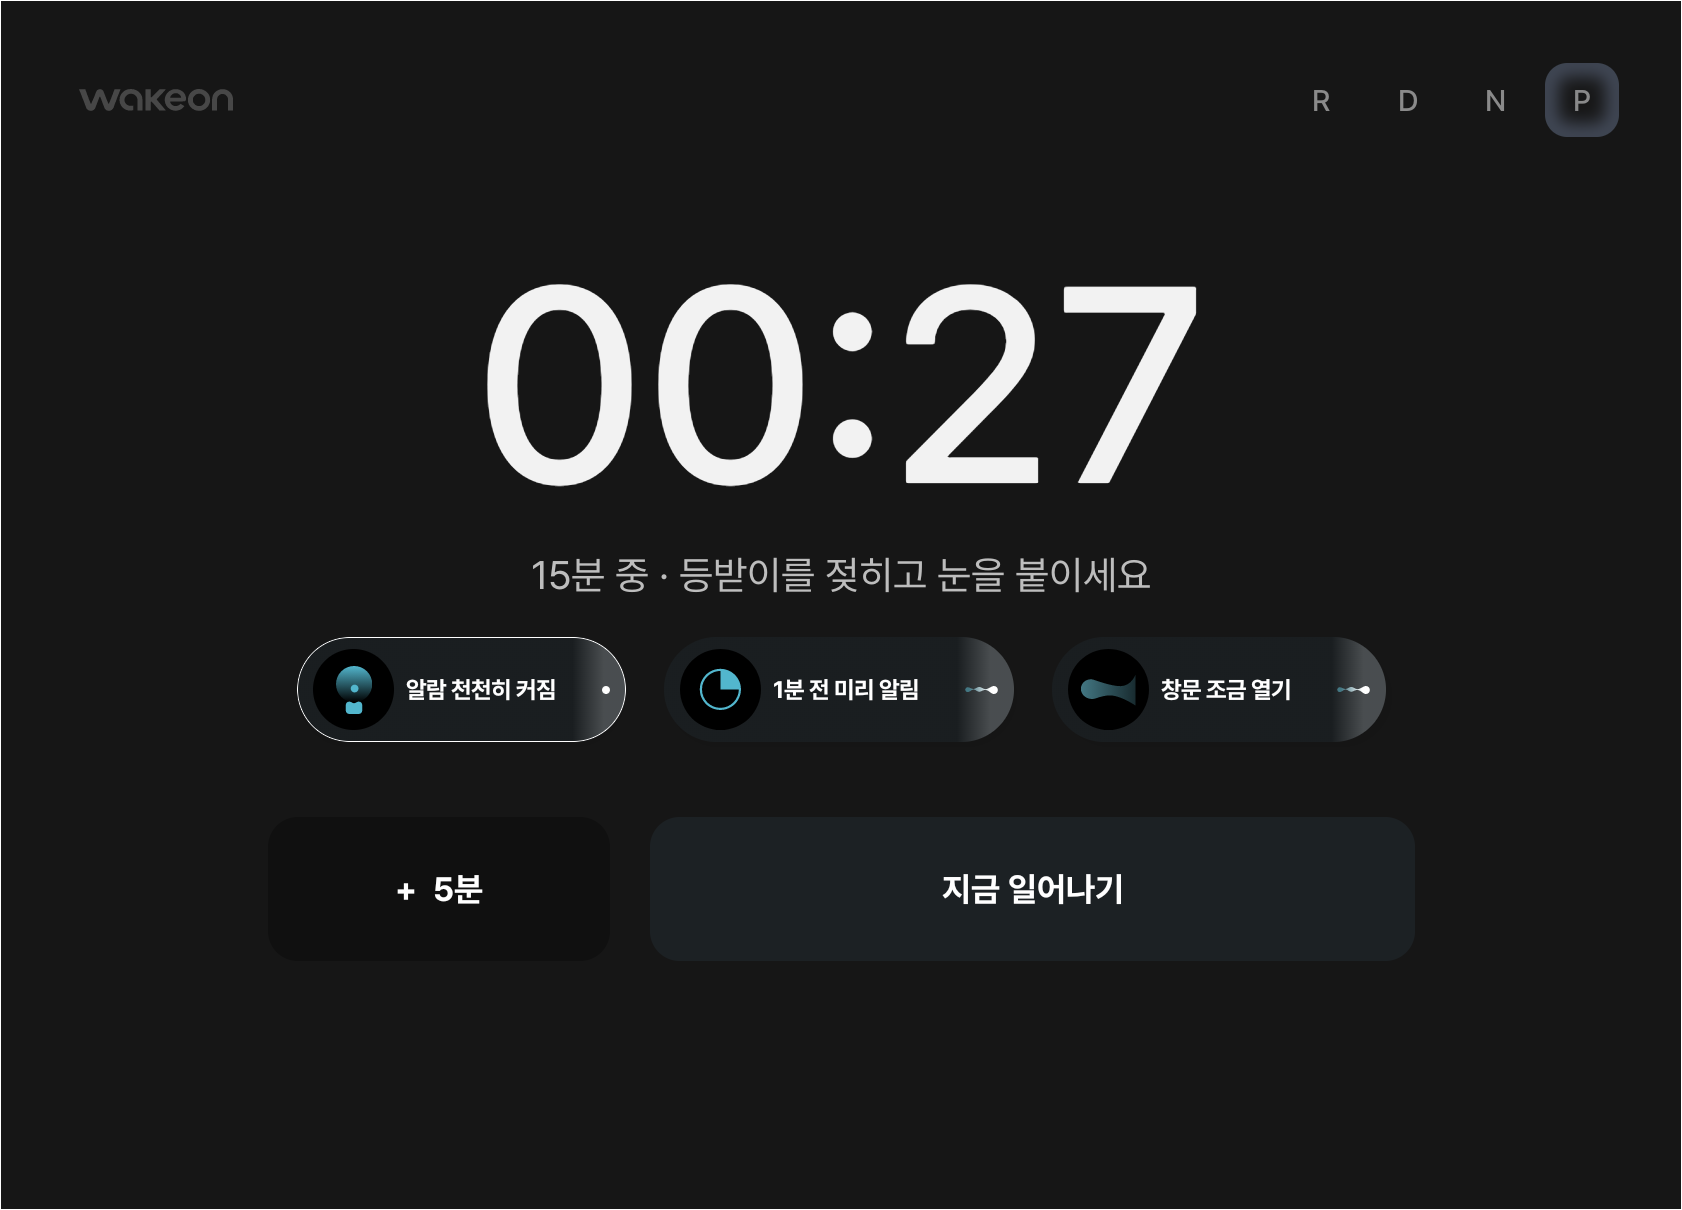 wakeon
R D N P
00:27
15분 중 · 등받이를 젖히고 눈을 붙이세요
알람 천천히 커짐
1분 전 미리 알림
창문 조금 열기
+ 5분
지금 일어나기